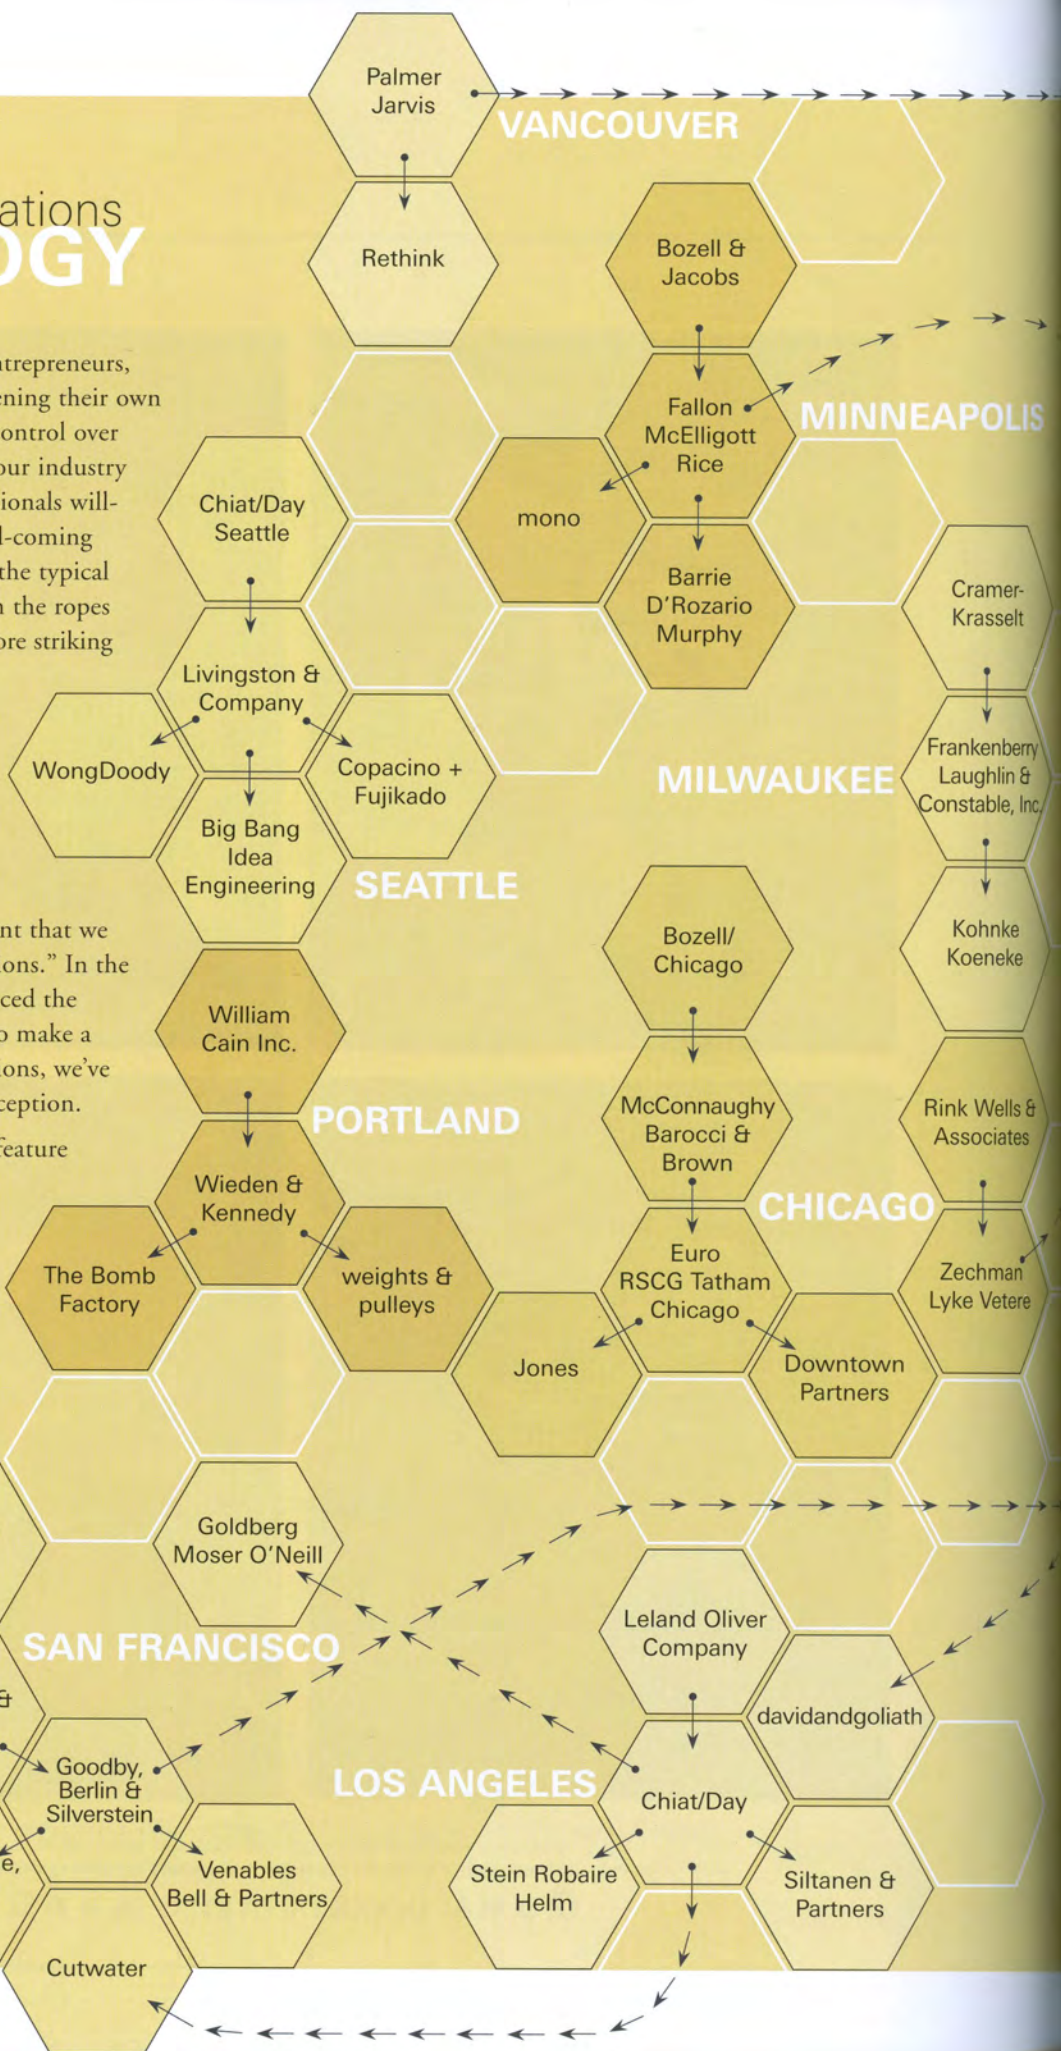 Palmer
Jarvis
VANCOUVER
ations
OGY
Rethink
Bozell &
Jacobs
ntrepreneurs,
ening their own
ontrol over
our industry
ionals will-
l-coming
the typical
n the ropes
ore striking
Fallon
McElligott
Rice
MINNEAPOLIS
Chiat/Day
Seattle
mono
Barrie
D'Rozario
Murphy
Cramer-
Krasselt
Livingston &
Company
WongDoody
Copacino +
Fujikado
MILWAUKEE
Frankenberry
Laughlin &
Constable, Inc.
Big Bang
Idea
Engineering
SEATTLE
nt that we
ions." In the
ced the
o make a
ions, we've
ception.
feature
Bozell/
Chicago
Kohnke
Koeneke
William
Cain Inc.
PORTLAND
McConnaughy
Barocci &
Brown
Rink Wells &
Associates
Wieden &
Kennedy
CHICAGO
The Bomb
Factory
weights &
pulleys
Euro
RSCG Tatham
Chicago
Zechman
Lyke Vetere
Jones
Downtown
Partners
Goldberg
Moser O'Neill
SAN FRANCISCO
Leland Oliver
Company
davidandgoliath
&
Goodby,
Berlin &
Silverstein
LOS ANGELES
Chiat/Day
e,
Venables
Bell & Partners
Stein Robaire
Helm
Siltanen &
Partners
Cutwater